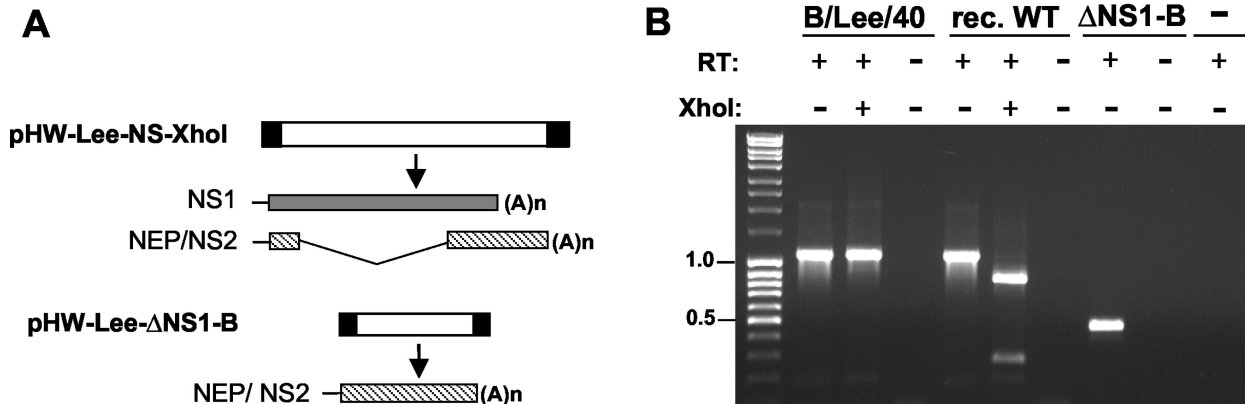 A
pHW-Lee-NS-XhoI
NS1 (A)n
NEP/NS2 (A)n
pHW-Lee-ΔNS1-B
NEP/ NS2 (A)n
B
B/Lee/40 rec. WT ΔNS1-B –
RT: + + – + + – + – +
XhoI: – + – – + – – – –
1.0
0.5